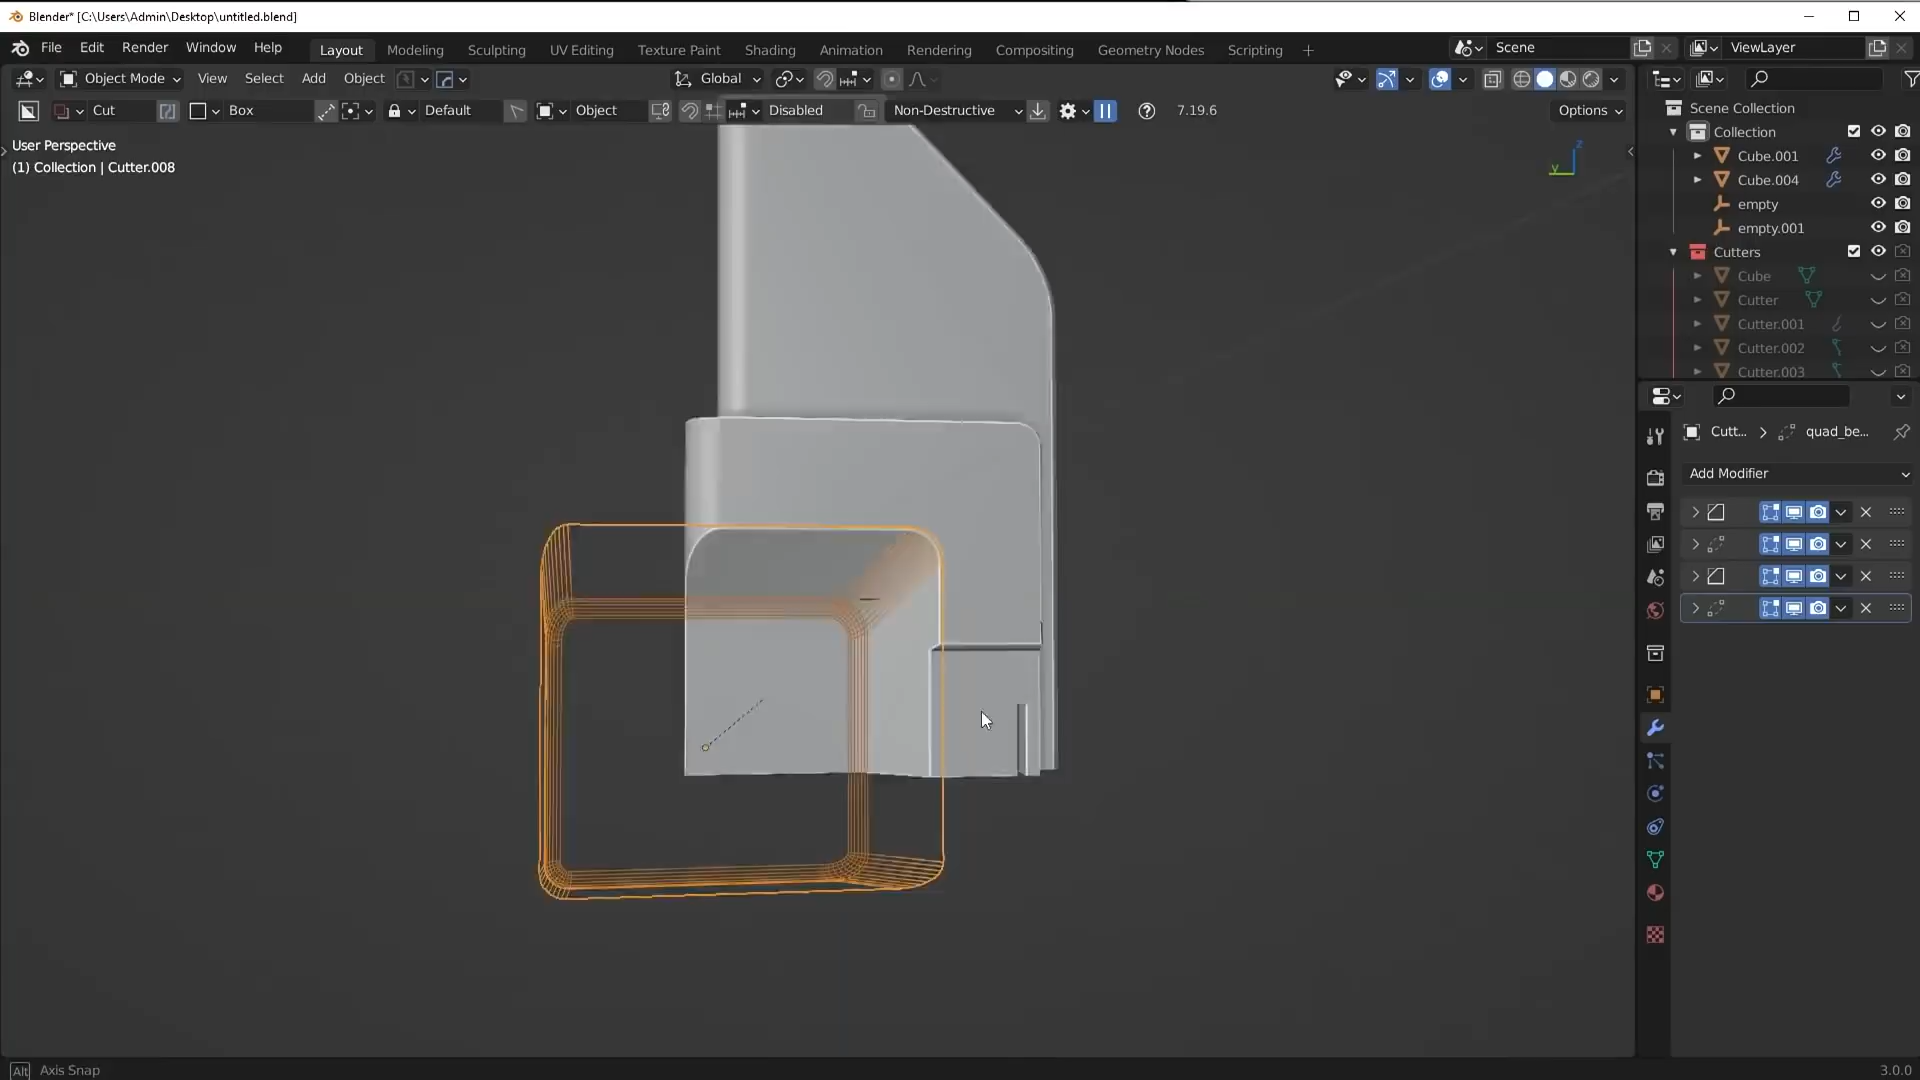 Blender* [C:\Users\Admin\Desktop\untitled.blend]
File Edit Render Window Help
Layout Modeling Sculpting UV Editing Texture Paint Shading Animation Rendering Compositing Geometry Nodes Scripting +
Scene
ViewLayer
Object Mode View Select Add Object
Global
Cut Box Default Object Disabled Non-Destructive 7.19.6 Options
User Perspective
(1) Collection | Cutter.008
z
y
Scene Collection
Collection
Cube.001
Cube.004
empty
empty.001
Cutters
Cube
Cutter
Cutter.001
Cutter.002
Cutter.003
Cutt... > quad_be...
Add Modifier
Alt Axis Snap
3.0.0